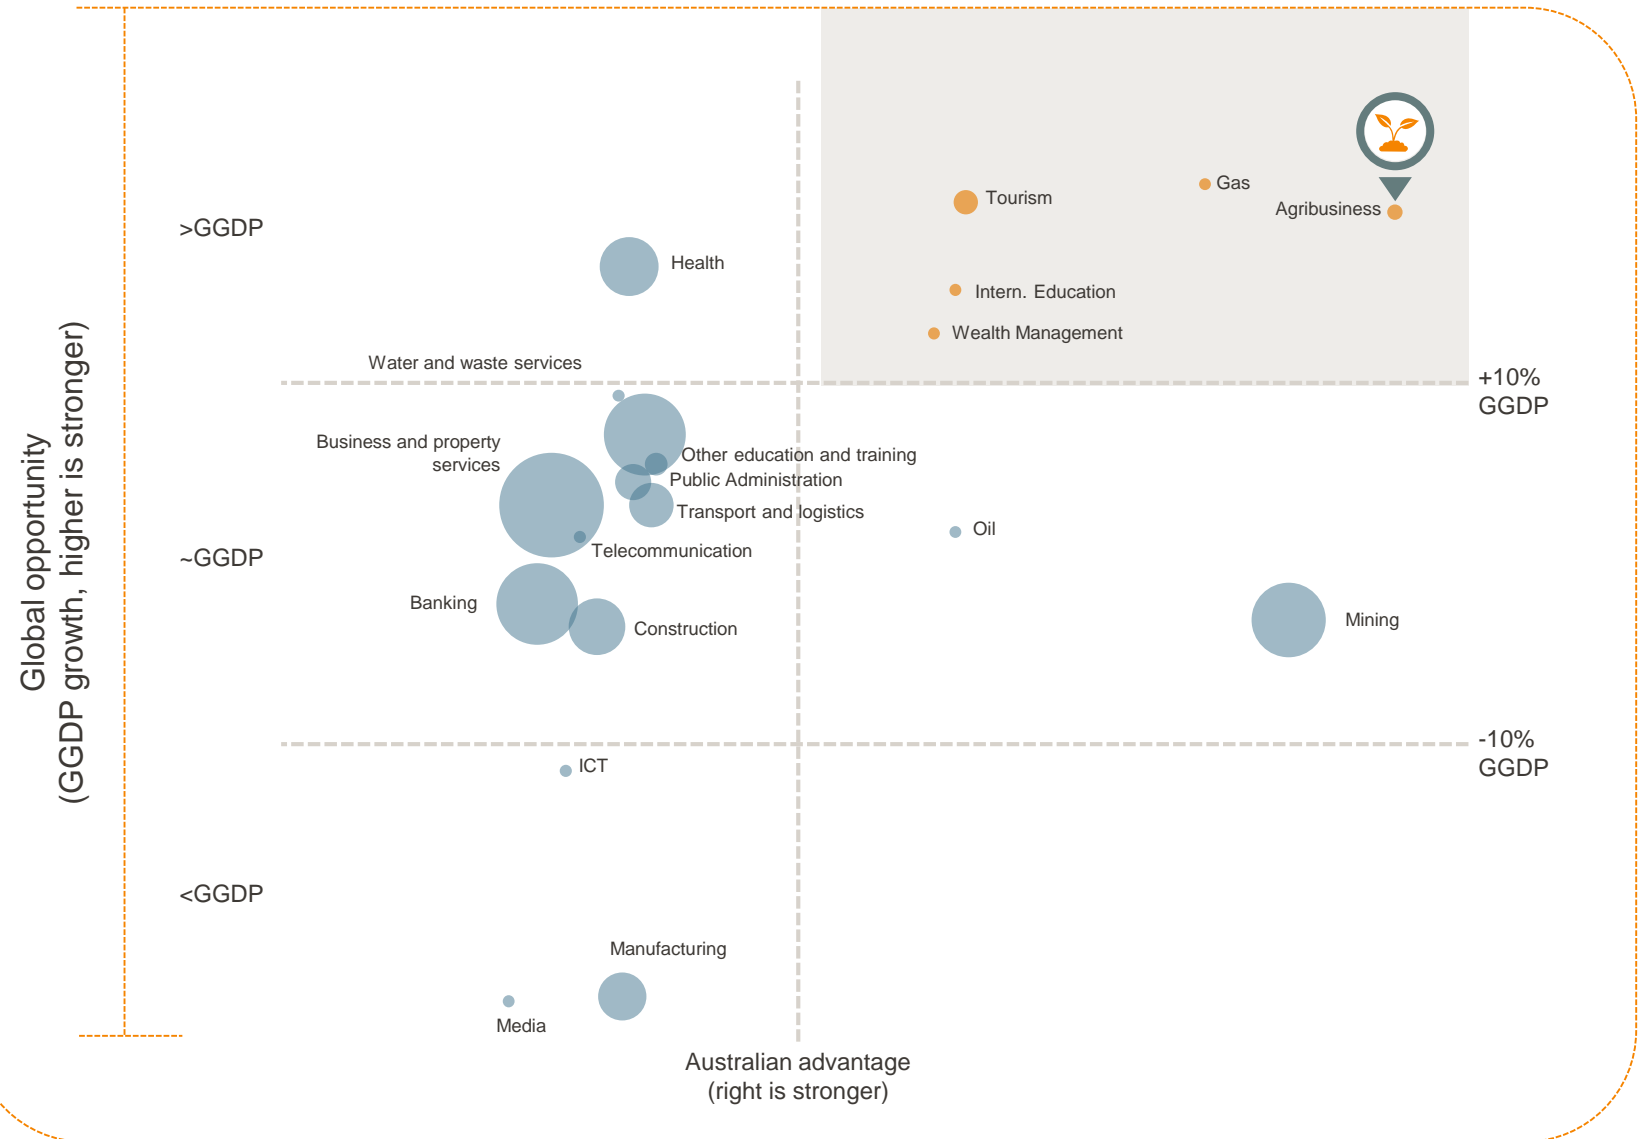 Global opportunity
(GGDP growth, higher is stronger)
>GGDP
~GGDP
<GGDP
Tourism
Gas
Agribusiness
Health
Intern. Education
Wealth Management
Water and waste services
+10%
GGDP
Business and property
services
Other education and training
Public Administration
Transport and logistics
Telecommunication
Oil
Banking
Construction
Mining
-10%
GGDP
ICT
Manufacturing
Media
Australian advantage
(right is stronger)